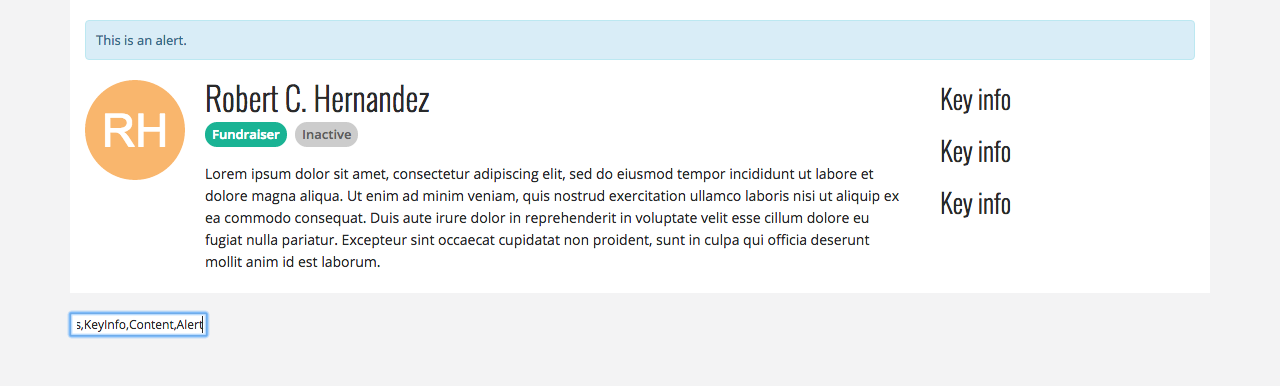 This is an alert.
RH
Robert C. Hernandez
Fundraiser
Inactive
Lorem ipsum dolor sit amet, consectetur adipiscing elit, sed do eiusmod tempor incididunt ut labore et
dolore magna aliqua. Ut enim ad minim veniam, quis nostrud exercitation ullamco laboris nisi ut aliquip ex
ea commodo consequat. Duis aute irure dolor in reprehenderit in voluptate velit esse cillum dolore eu
fugiat nulla pariatur. Excepteur sint occaecat cupidatat non proident, sunt in culpa qui officia deserunt
mollit anim id est laborum.
Key info
Key info
Key info
s,KeyInfo,Content,Alert